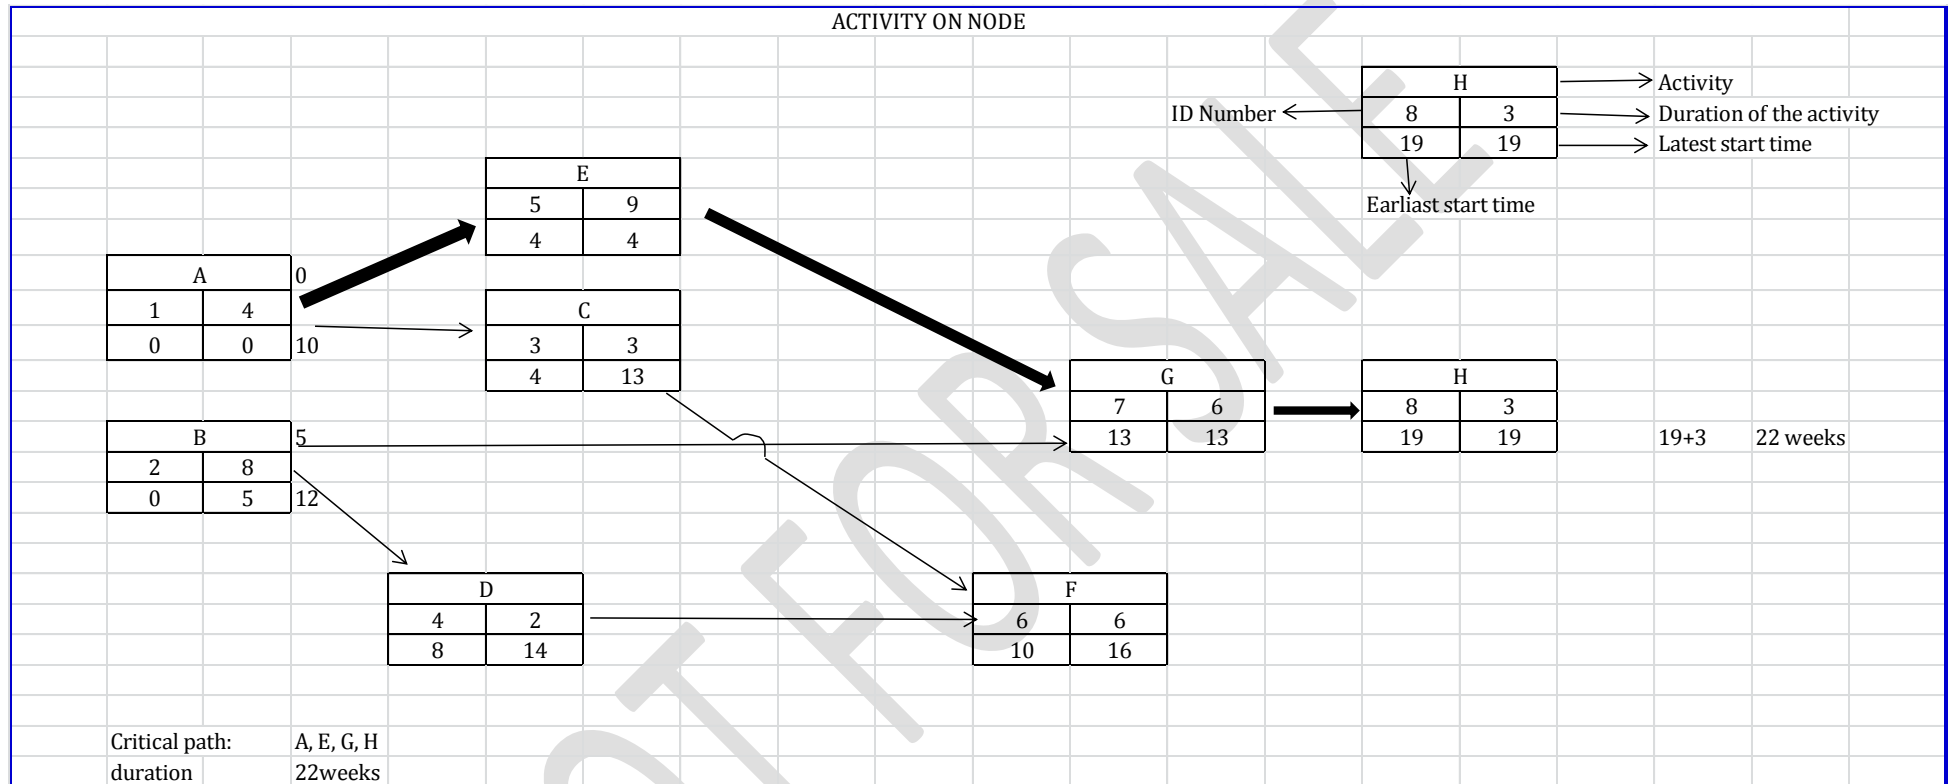 ACTIVITY ON NODE
H
Activity
ID Number
8 3
Duration of the activity
19 19
Latest start time
Earliast start time
E
5 9
4 4
A 0
1 4
0 0 10
C
3 3
4 13
G
7 6
13 13
H
8 3
19 19
19+3 22 weeks
B 5
2 8
0 5 12
D
4 2
8 14
F
6 6
10 16
Critical path: A, E, G, H
duration 22weeks
OT FOR SALE